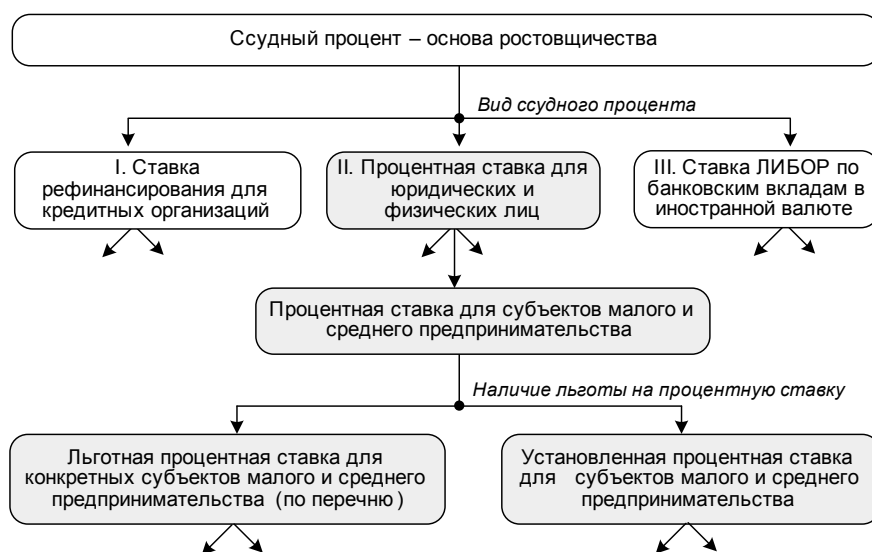 Ссудный процент – основа ростовщичества
Вид ссудного процента
I. Ставка
рефинансирования для
кредитных организаций
II. Процентная ставка для
юридических и
физических лиц
III. Ставка ЛИБОР по
банковским вкладам в
иностранной валюте
Процентная ставка для субъектов малого и
среднего предпринимательства
Наличие льготы на процентную ставку
Льготная процентная ставка для
конкретных субъектов малого и среднего
предпринимательства (по перечню)
Установленная процентная ставка
для субъектов малого и среднего
предпринимательства